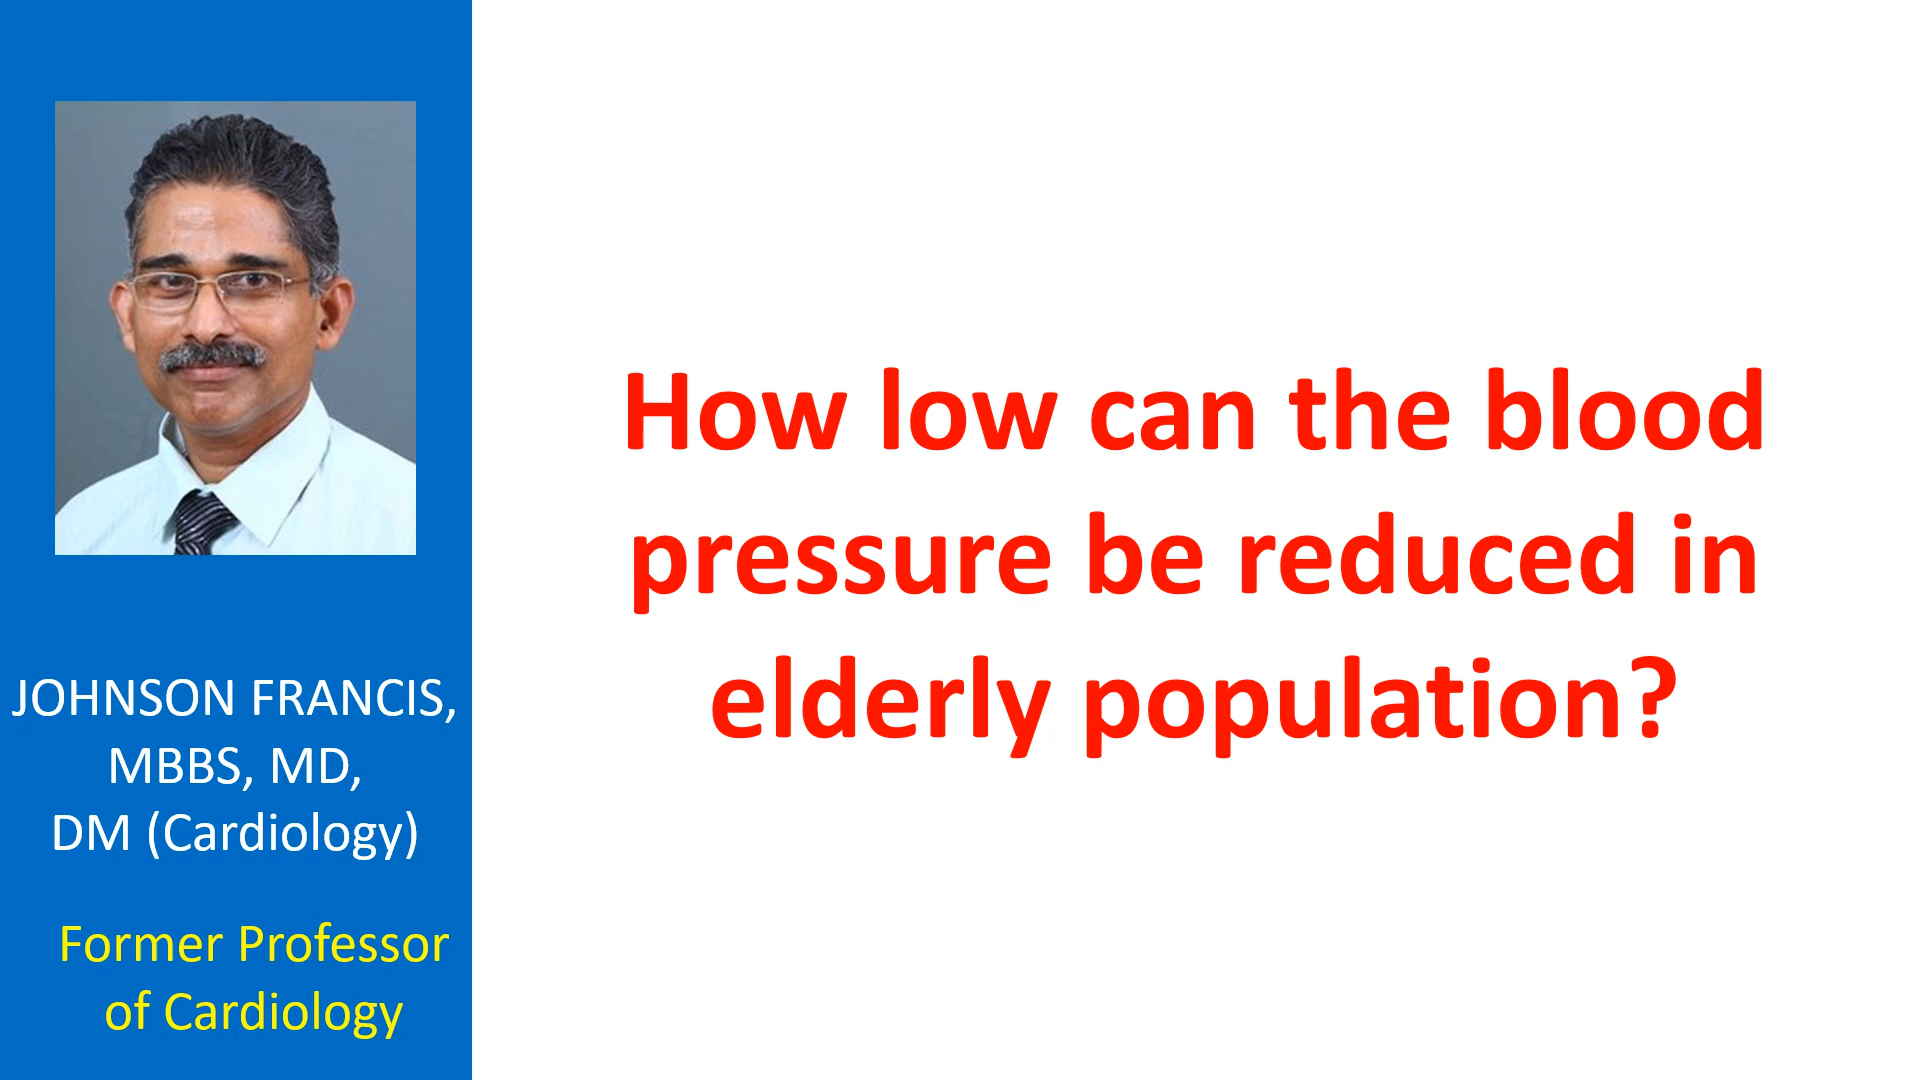 JOHNSON FRANCIS,
MBBS, MD,
DM (Cardiology)
Former Professor
of Cardiology
How low can the blood
pressure be reduced in
elderly population?